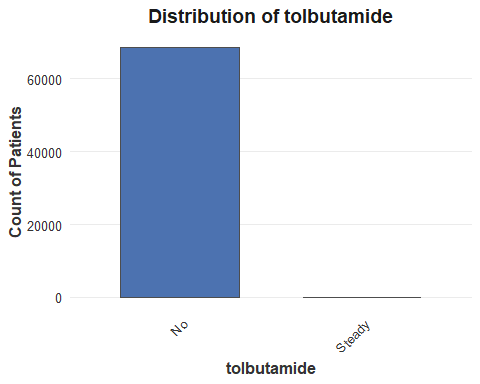 Distribution of tolbutamide
Count of Patients
60000
40000
20000
0
No
Steady
tolbutamide